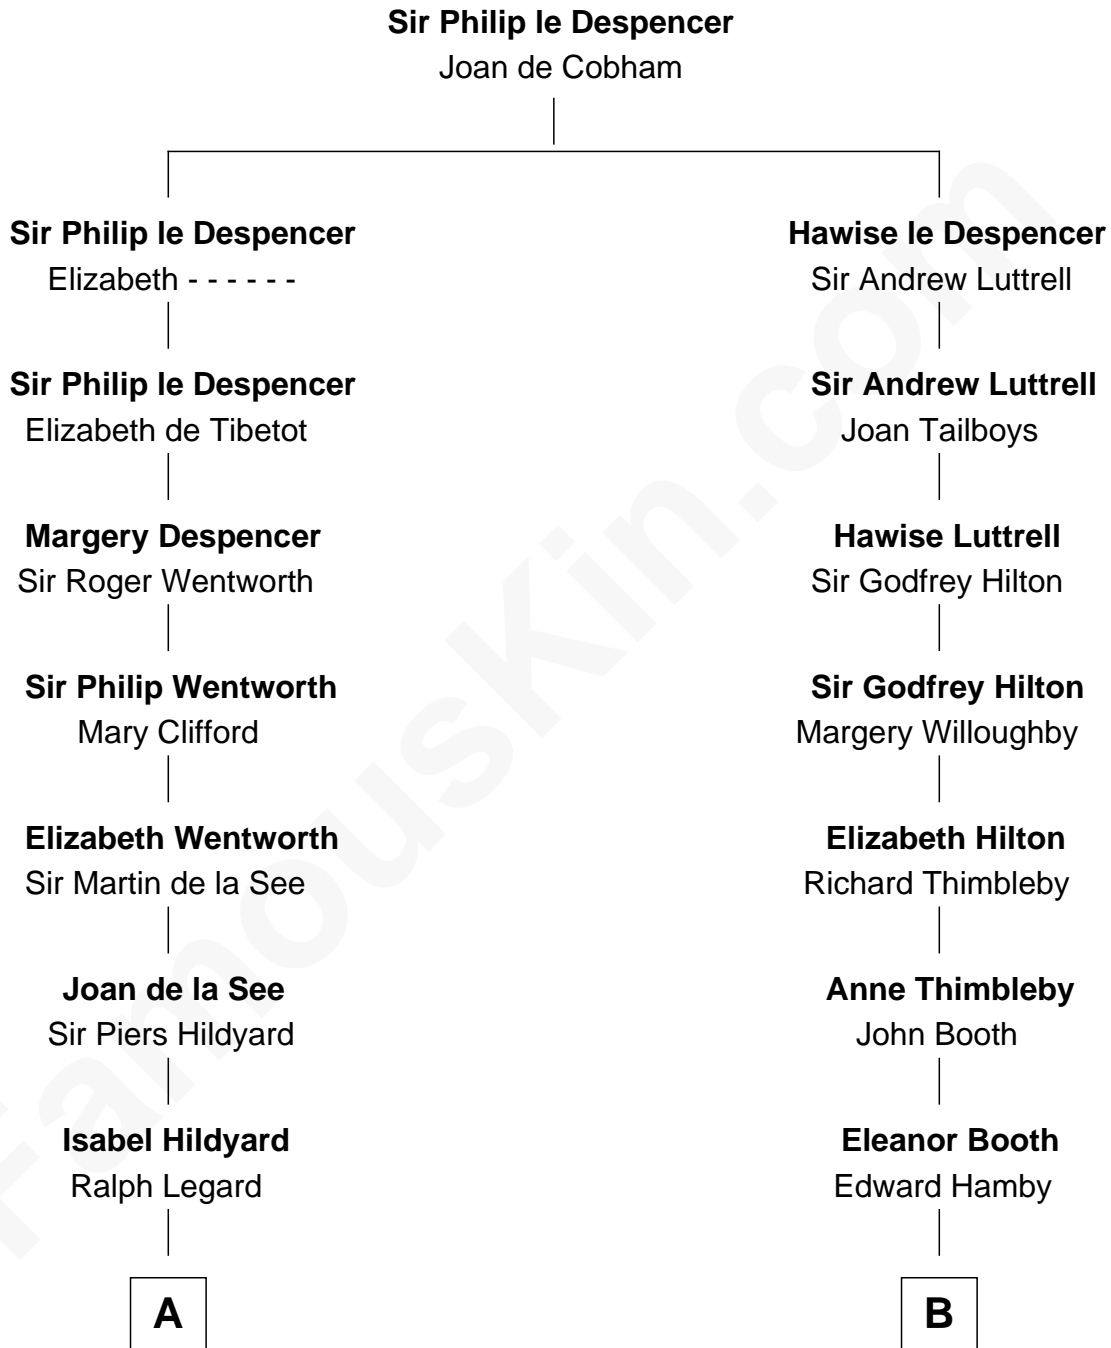 Sir Philip le Despencer
Joan de Cobham
Sir Philip le Despencer
Elizabeth - - - - - -
Hawise le Despencer
Sir Andrew Luttrell
Sir Philip le Despencer
Elizabeth de Tibetot
Sir Andrew Luttrell
Joan Tailboys
Margery Despencer
Sir Roger Wentworth
Hawise Luttrell
Sir Godfrey Hilton
Sir Philip Wentworth
Mary Clifford
Sir Godfrey Hilton
Margery Willoughby
Elizabeth Wentworth
Sir Martin de la See
Elizabeth Hilton
Richard Thimbleby
Joan de la See
Sir Piers Hildyard
Anne Thimbleby
John Booth
Isabel Hildyard
Ralph Legard
Eleanor Booth
Edward Hamby
A
B
FamousKin.com